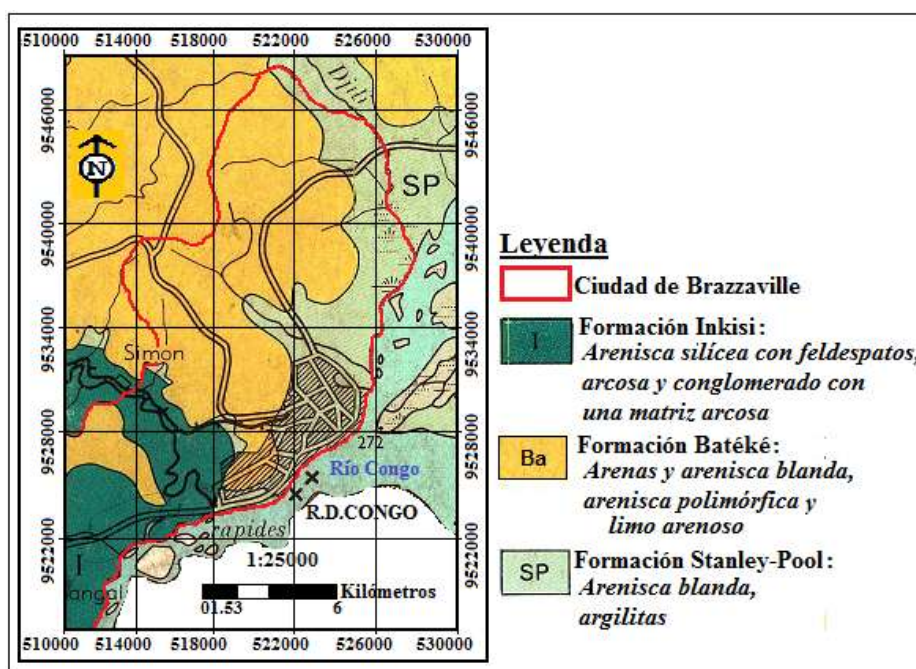 510000 514000 518000 522000 526000 530000
9546000
9540000
9534000
9528000
9522000
9546000
9540000
9534000
9528000
9522000
N
Djili
SP
Simon
272
Río Congo
R.D.CONGO
rapides
I
angal
1:25000
Kilómetros
01.53 6
510000 514000 518000 522000 526000 530000
Leyenda
Ciudad de Brazzaville
I
Formación Inkisi:
Arenisca silícea con feldespatos,
arcosa y conglomerado con
una matriz arcosa
Ba
Formación Batéké:
Arenas y arenisca blanda,
arenisca polimórfica y
limo arenoso
SP
Formación Stanley-Pool:
Arenisca blanda,
argilitas